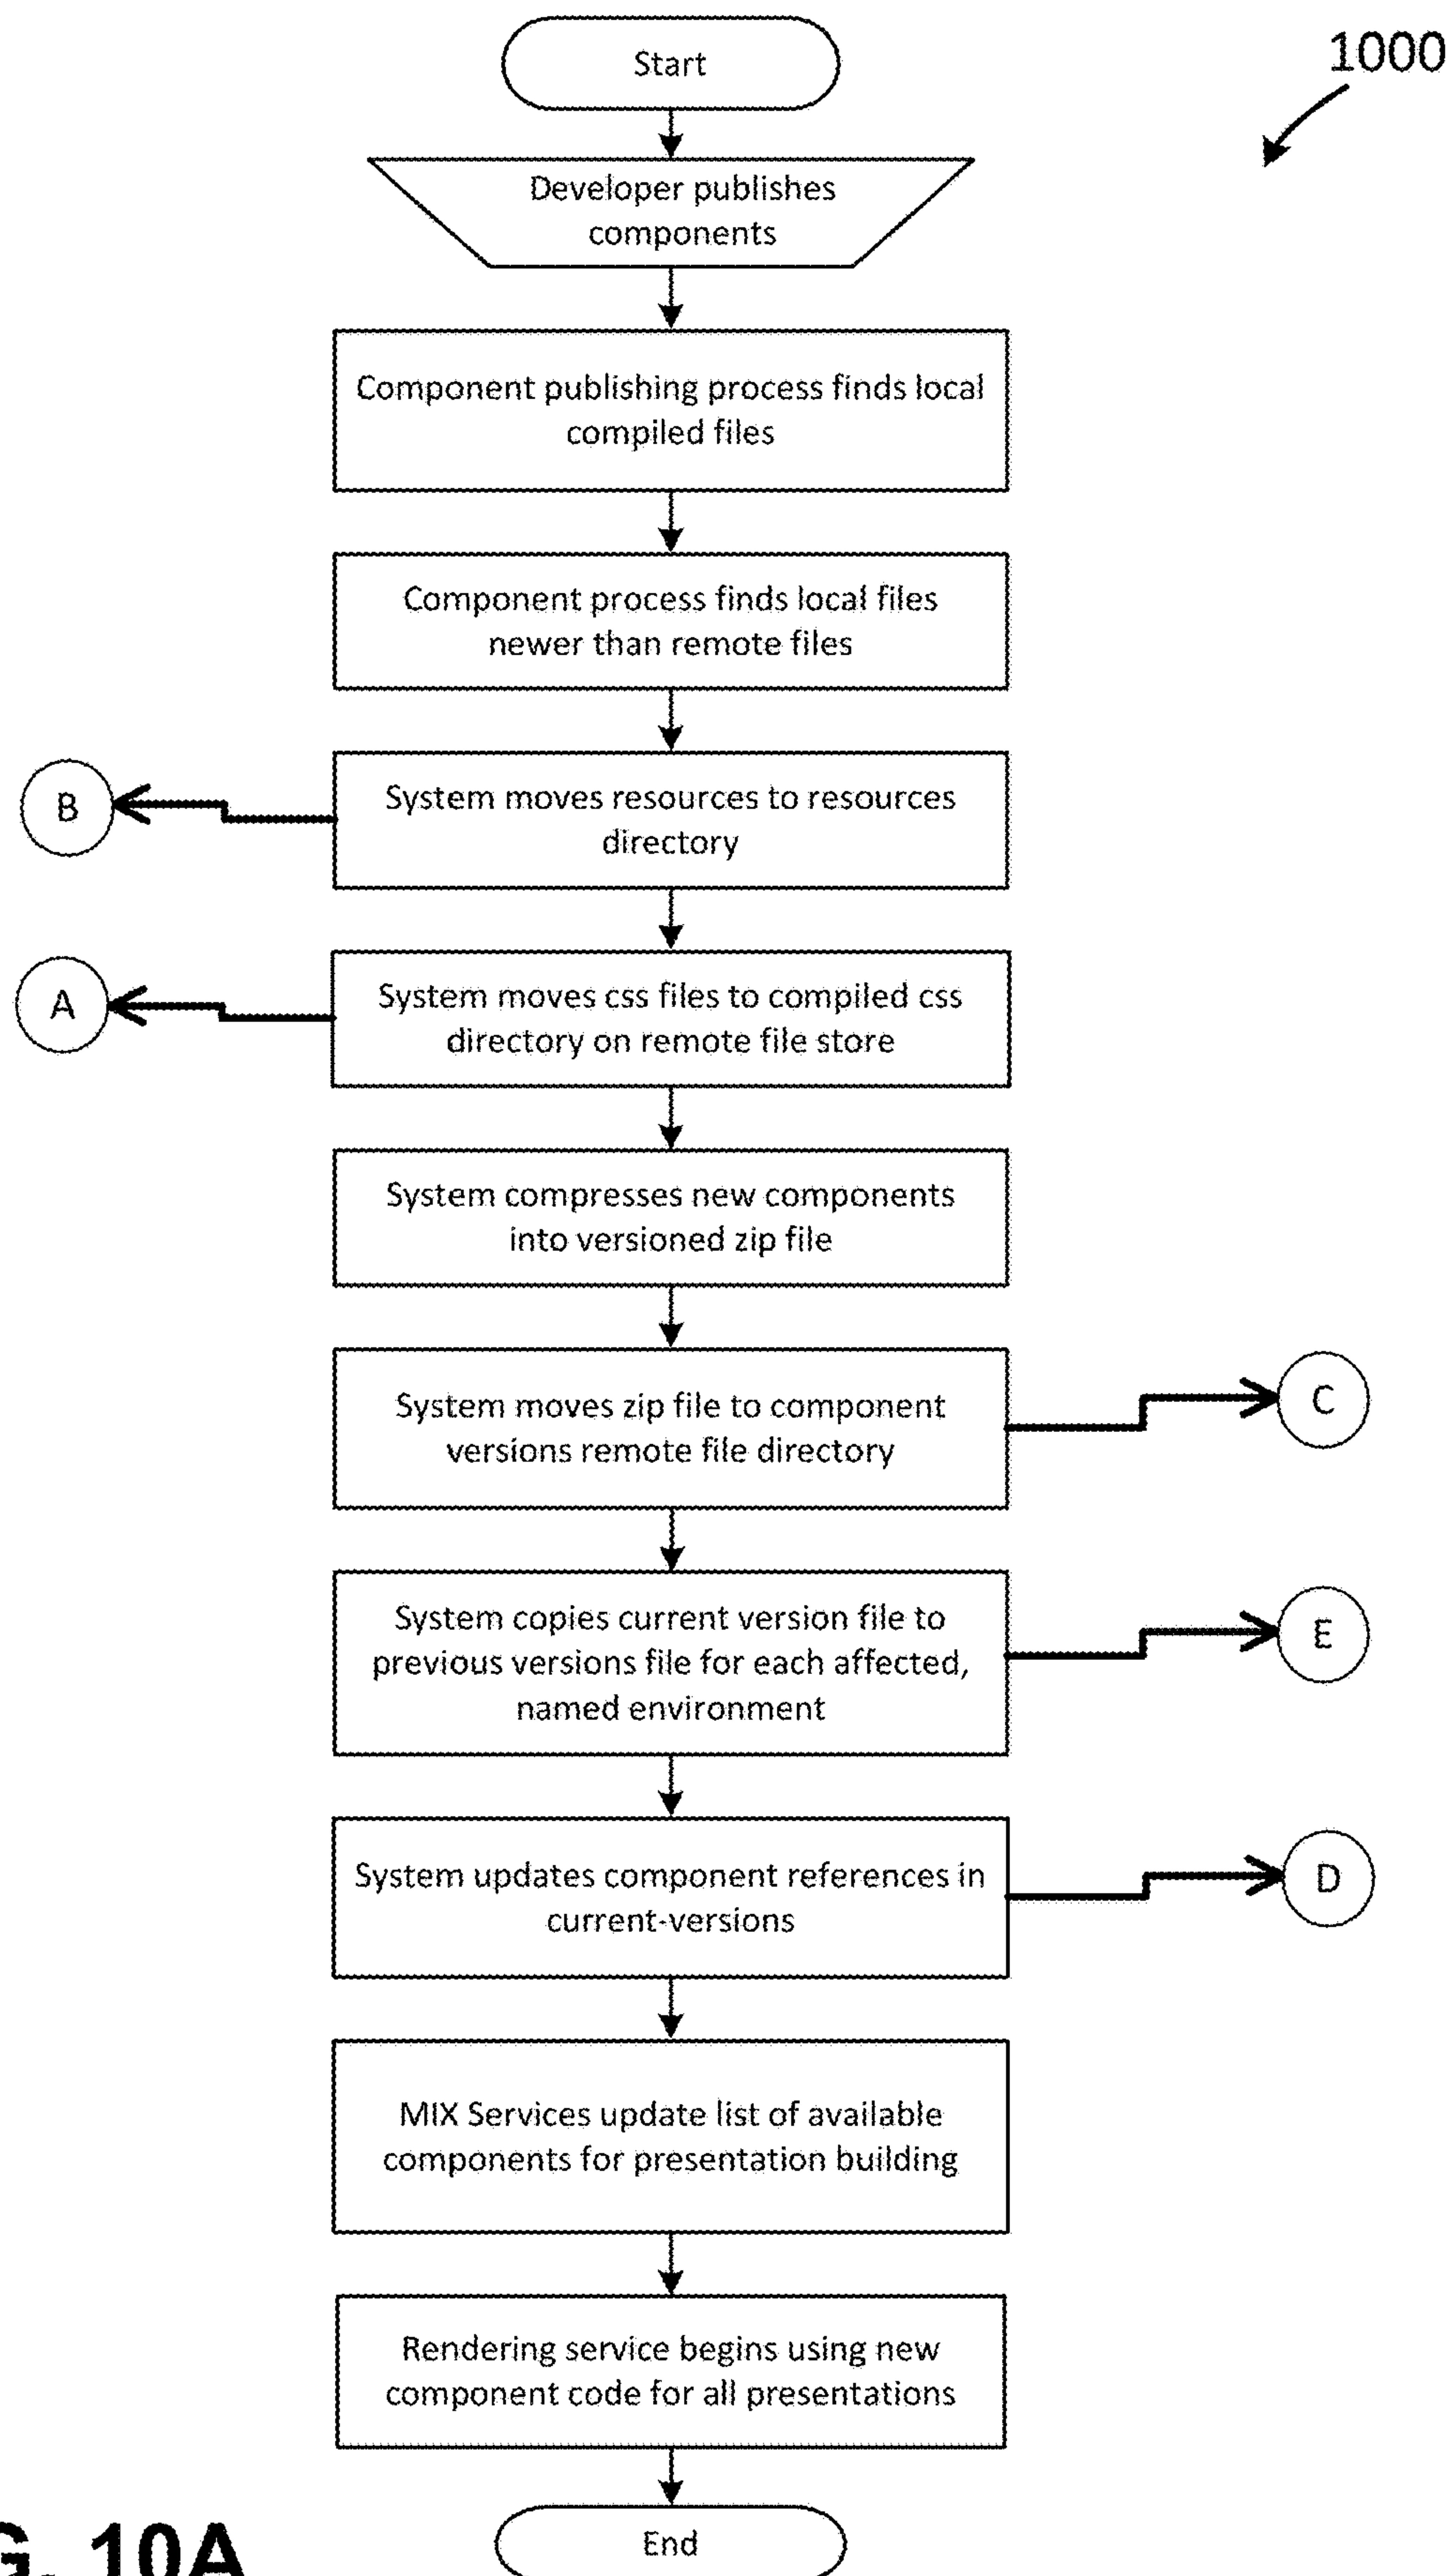 Start
1000
Developer publishes
components
Component publishing process finds local
compiled files
Component process finds local files
newer than remote files
B
System moves resources to resources
directory
A
System moves css files to compiled css
directory on remote file store
System compresses new components
into versioned zip file
System moves zip file to component
versions remote file directory
C
System copies current version file to
previous versions file for each affected,
named environment
E
System updates component references in
current-versions
D
MIX Services update list of available
components for presentation building
Rendering service begins using new
component code for all presentations
End
G. 10A